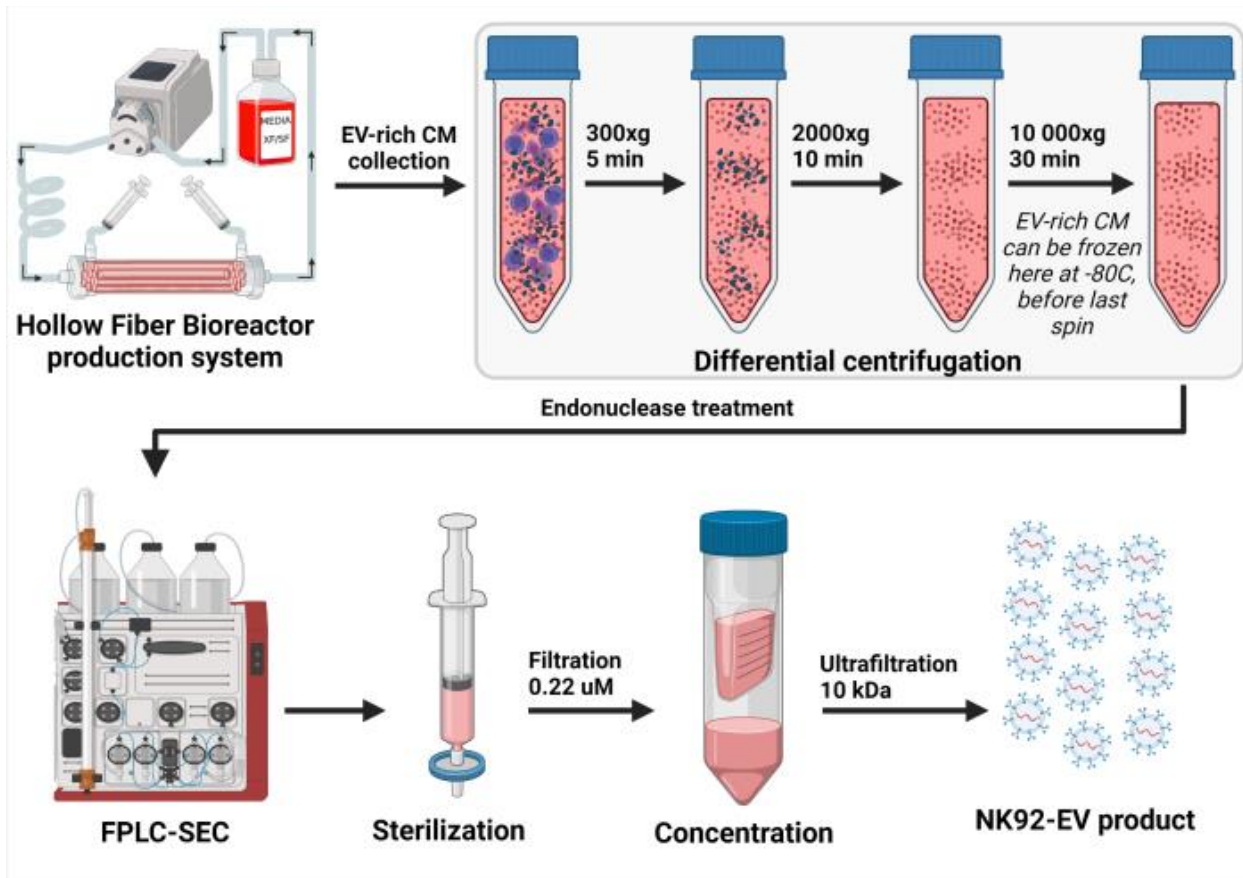 MEDIA
XF/SF
EV-rich CM
collection
300xg
5 min
2000xg
10 min
10 000xg
30 min
EV-rich CM
can be frozen
here at -80C,
before last
spin
Hollow Fiber Bioreactor
production system
Differential centrifugation
Endonuclease treatment
Filtration
0.22 uM
Ultrafiltration
10 kDa
FPLC-SEC
Sterilization
Concentration
NK92-EV product